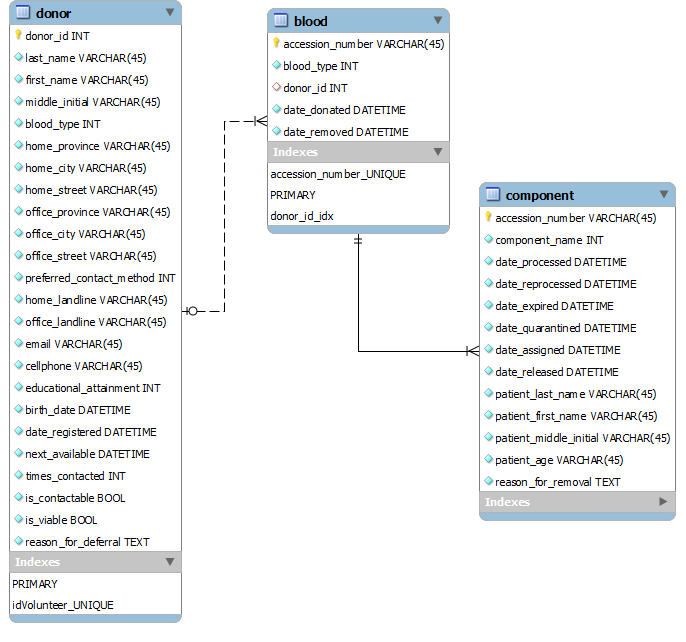 donor
donor_id INT
last_name VARCHAR(45)
first_name VARCHAR(45)
middle_initial VARCHAR(45)
blood_type INT
home_province VARCHAR(45)
home_city VARCHAR(45)
home_street VARCHAR(45)
office_province VARCHAR(45)
office_city VARCHAR(45)
office_street VARCHAR(45)
preferred_contact_method INT
home_landline VARCHAR(45)
office_landline VARCHAR(45)
email VARCHAR(45)
cellphone VARCHAR(45)
educational_attainment INT
birth_date DATETIME
date_registered DATETIME
next_available DATETIME
times_contacted INT
is_contactable BOOL
is_viable BOOL
reason_for_deferral TEXT
Indexes
PRIMARY
idVolunteer_UNIQUE
blood
accession_number VARCHAR(45)
blood_type INT
donor_id INT
date_donated DATETIME
date_removed DATETIME
Indexes
accession_number_UNIQUE
PRIMARY
donor_id_idx
component
accession_number VARCHAR(45)
component_name INT
date_processed DATETIME
date_reprocessed DATETIME
date_expired DATETIME
date_quarantined DATETIME
date_assigned DATETIME
date_released DATETIME
patient_last_name VARCHAR(45)
patient_first_name VARCHAR(45)
patient_middle_initial VARCHAR(45)
patient_age VARCHAR(45)
reason_for_removal TEXT
Indexes